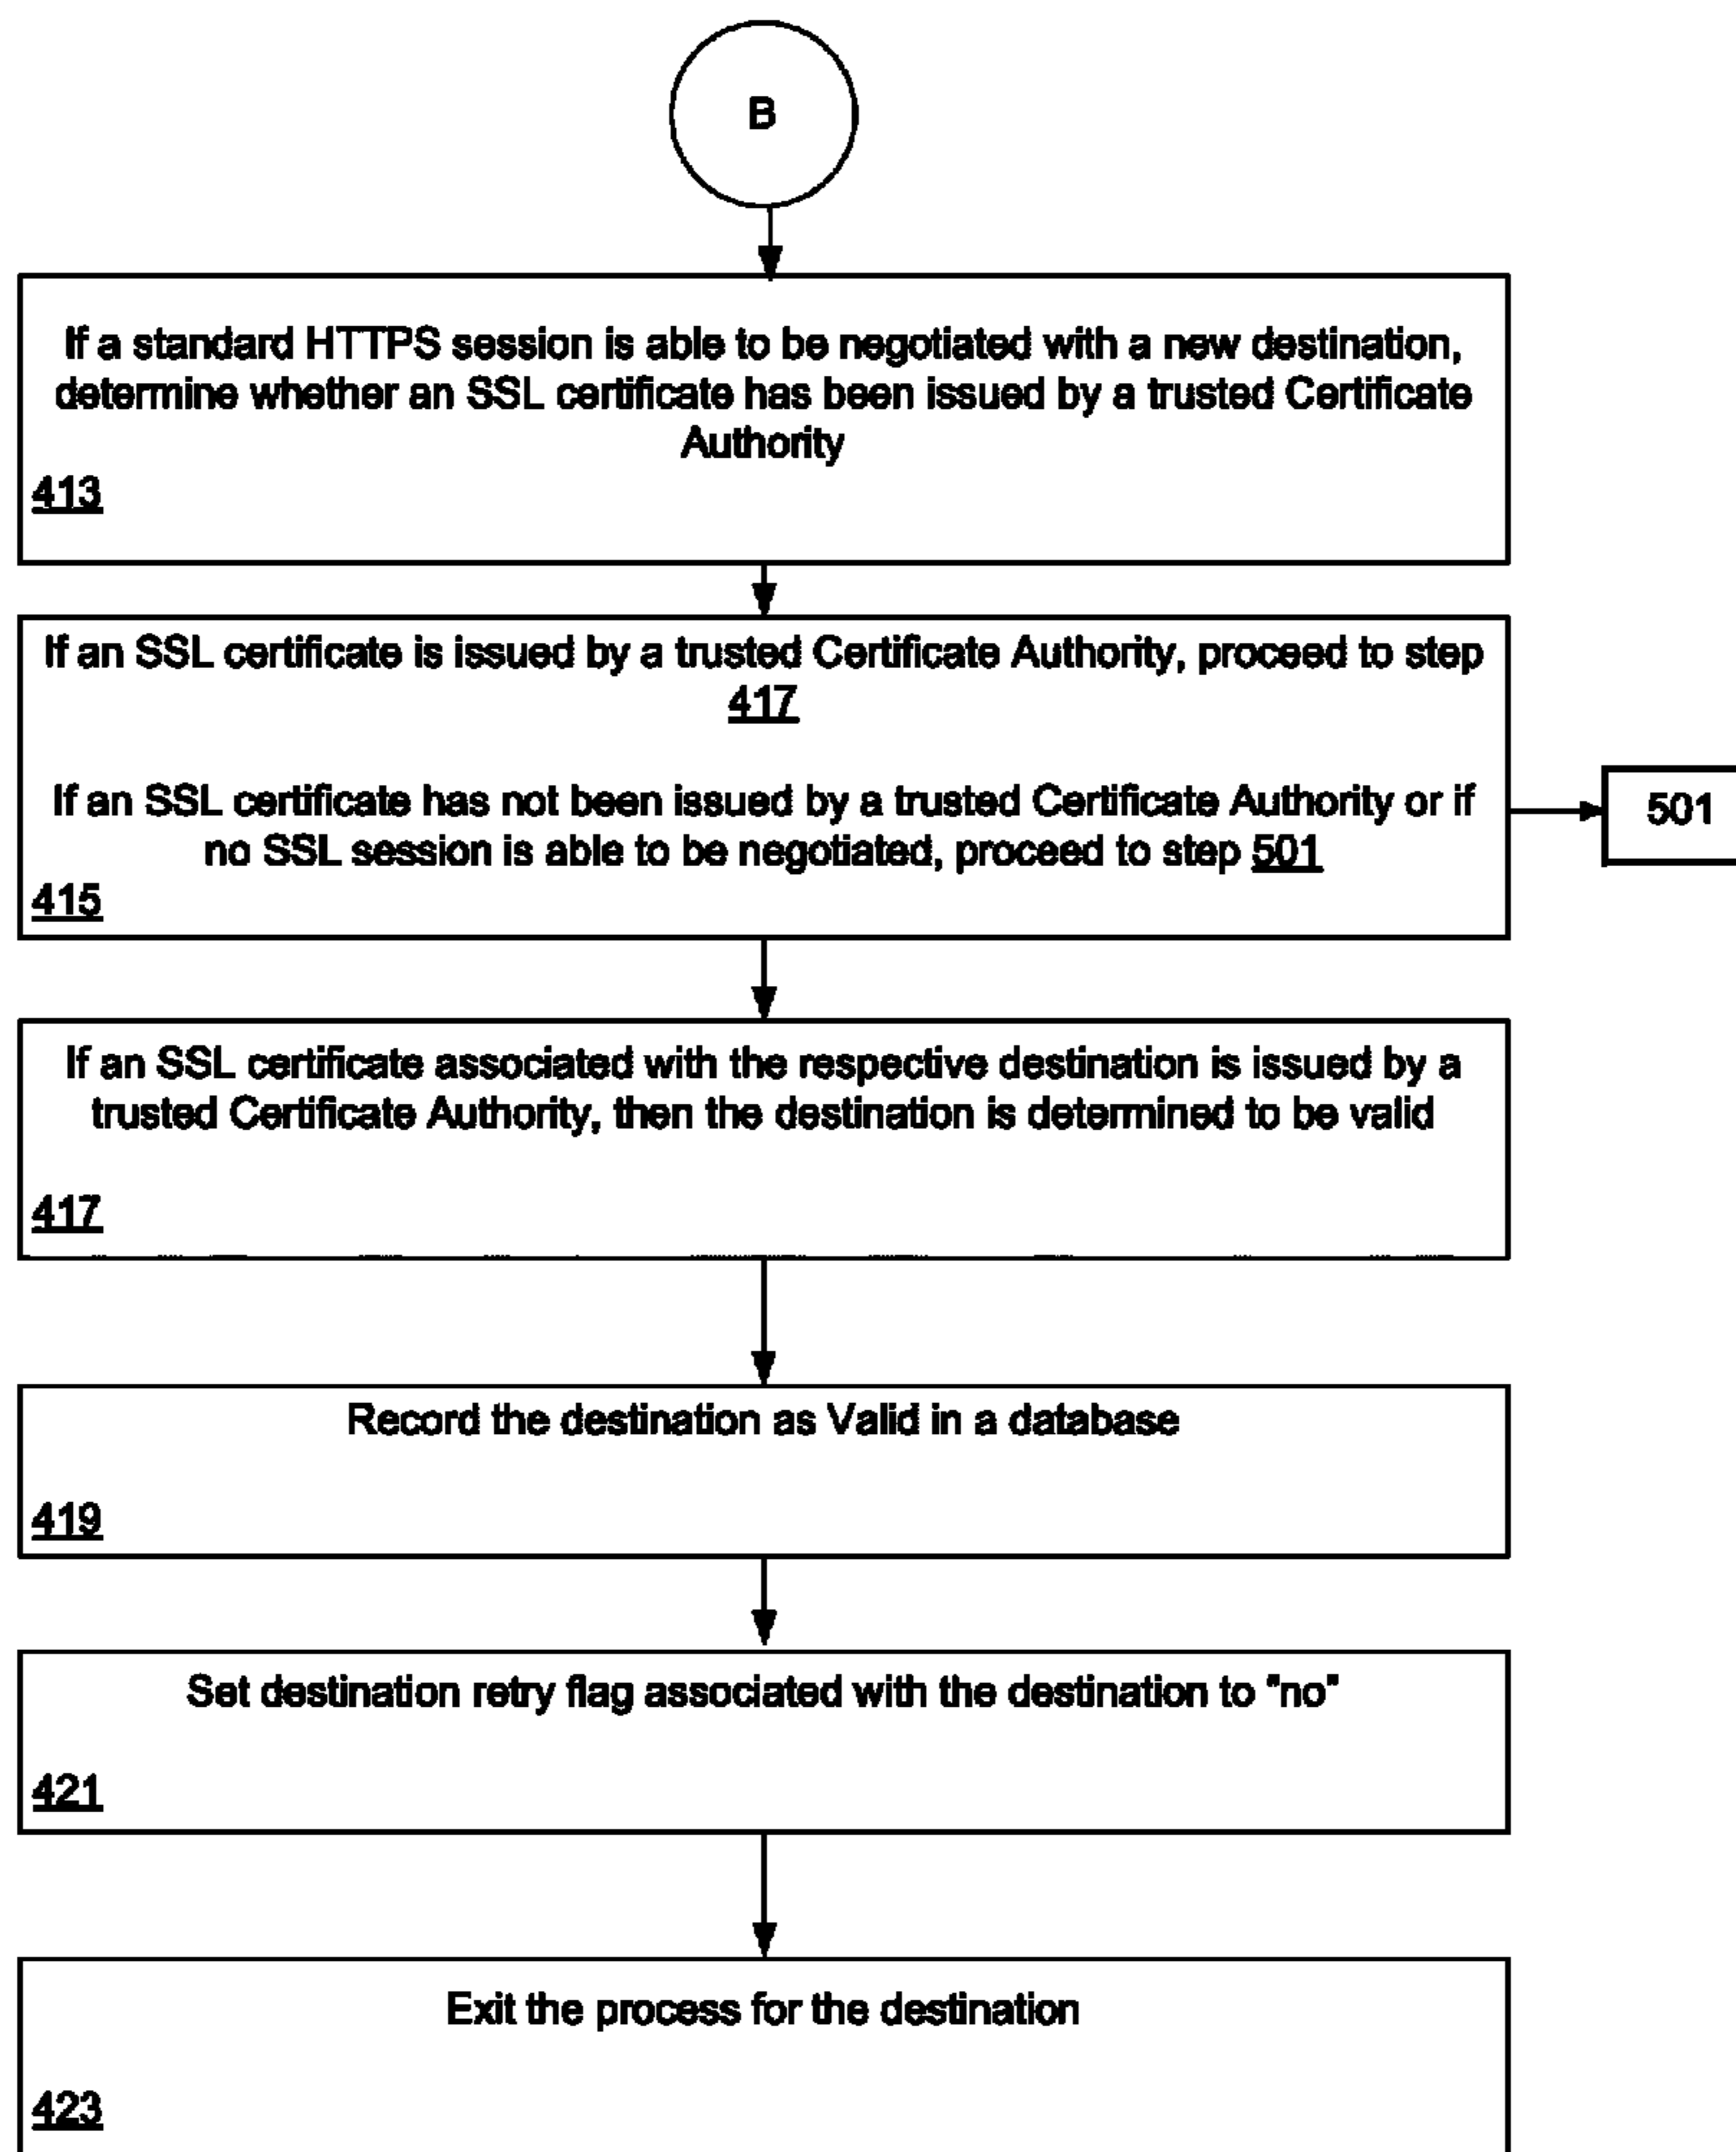 B
If a standard HTTPS session is able to be negotiated with a new destination,
determine whether an SSL certificate has been issued by a trusted Certificate
Authority
413
If an SSL certificate is issued by a trusted Certificate Authority, proceed to step
417
If an SSL certificate has not been issued by a trusted Certificate Authority or if
no SSL session is able to be negotiated, proceed to step 501
415
501
If an SSL certificate associated with the respective destination is issued by a
trusted Certificate Authority, then the destination is determined to be valid
417
Record the destination as Valid in a database
419
Set destination retry flag associated with the destination to "no"
421
Exit the process for the destination
423